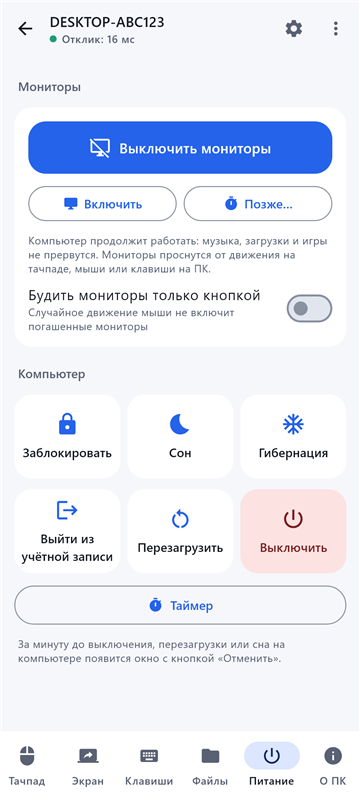 DESKTOP-ABC123
Отклик: 16 мс
Мониторы
Выключить мониторы
Включить
Позже...
Компьютер продолжит работать: музыка, загрузки и игры
не прервутся. Мониторы проснутся от движения на
тачпаде, мыши или клавиши на ПК.
Будить мониторы только кнопкой
Случайное движение мыши не включит
погашенные мониторы
Компьютер
Заблокировать
Сон
Гибернация
Выйти из
учётной записи
Перезагрузить
Выключить
Таймер
За минуту до выключения, перезагрузки или сна на
компьютере появится окно с кнопкой «Отменить».
Тачпад
Экран
Клавиши
Файлы
Питание
О ПК